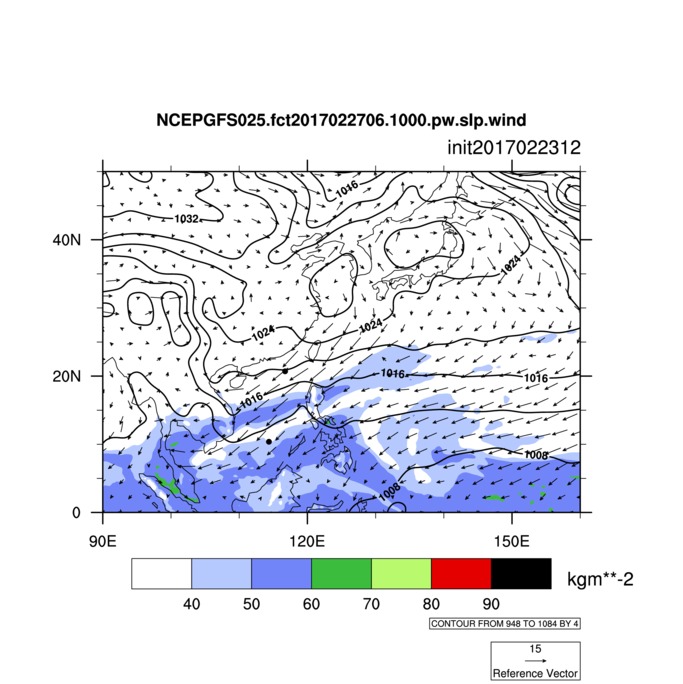 NCEPGFS025.fct2017022706.1000.pw.slp.wind
init2017022312
1016
1032
40N
1024
1024
1024
20N
1016
1016
1016
1008
1008
0
90E 120E 150E
kgm**-2
40 50 60 70 80 90
CONTOUR FROM 948 TO 1084 BY 4
15
Reference Vector